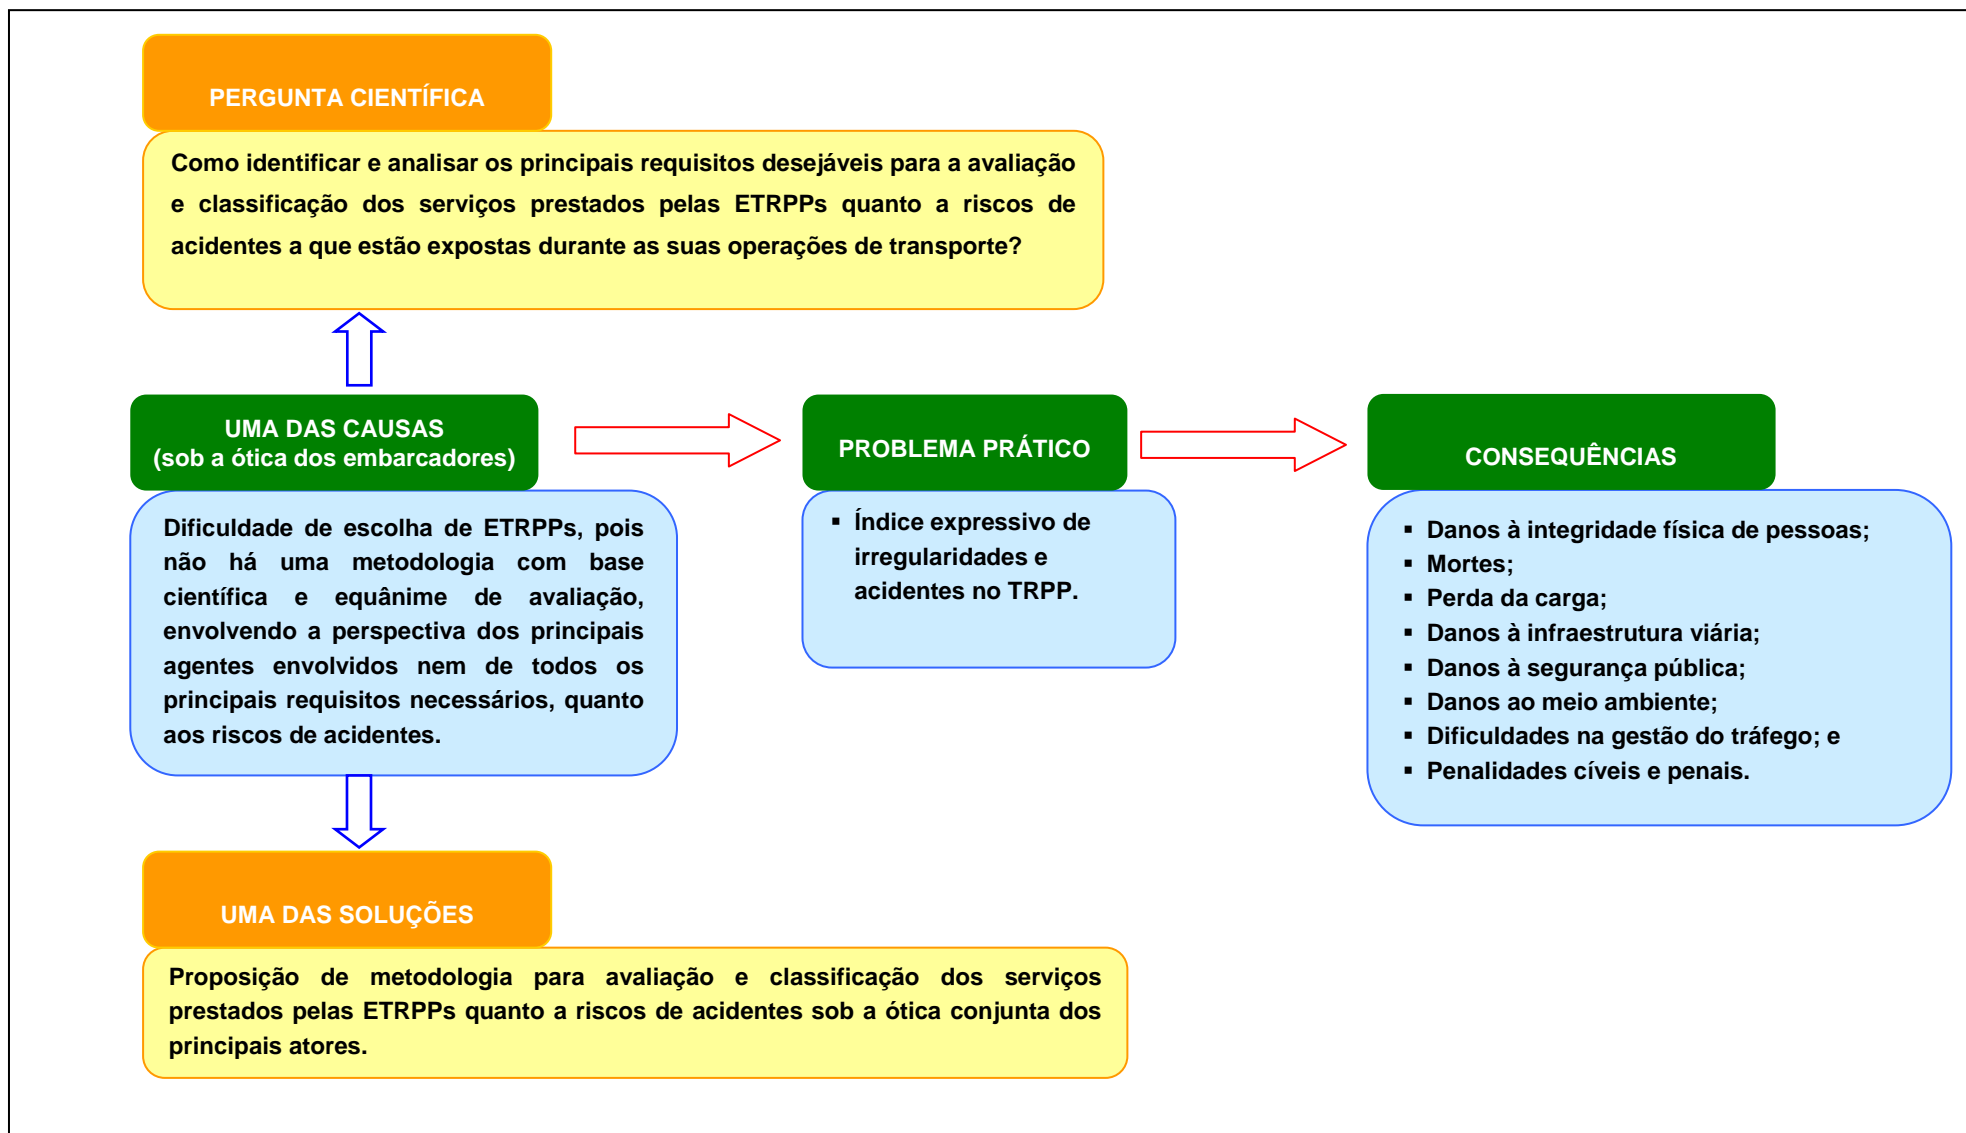 PERGUNTA CIENTÍFICA
Como identificar e analisar os principais requisitos desejáveis para a avaliação
e classificação dos serviços prestados pelas ETRPPs quanto a riscos de
acidentes a que estão expostas durante as suas operações de transporte?
UMA DAS CAUSAS
(sob a ótica dos embarcadores)
Dificuldade de escolha de ETRPPs, pois
não há uma metodologia com base
científica e equânime de avaliação,
envolvendo a perspectiva dos principais
agentes envolvidos nem de todos os
principais requisitos necessários, quanto
aos riscos de acidentes.
PROBLEMA PRÁTICO
▪ Índice expressivo de
irregularidades e
acidentes no TRPP.
CONSEQUÊNCIAS
▪ Danos à integridade física de pessoas;
▪ Mortes;
▪ Perda da carga;
▪ Danos à infraestrutura viária;
▪ Danos à segurança pública;
▪ Danos ao meio ambiente;
▪ Dificuldades na gestão do tráfego; e
▪ Penalidades cíveis e penais.
UMA DAS SOLUÇÕES
Proposição de metodologia para avaliação e classificação dos serviços
prestados pelas ETRPPs quanto a riscos de acidentes sob a ótica conjunta dos
principais atores.